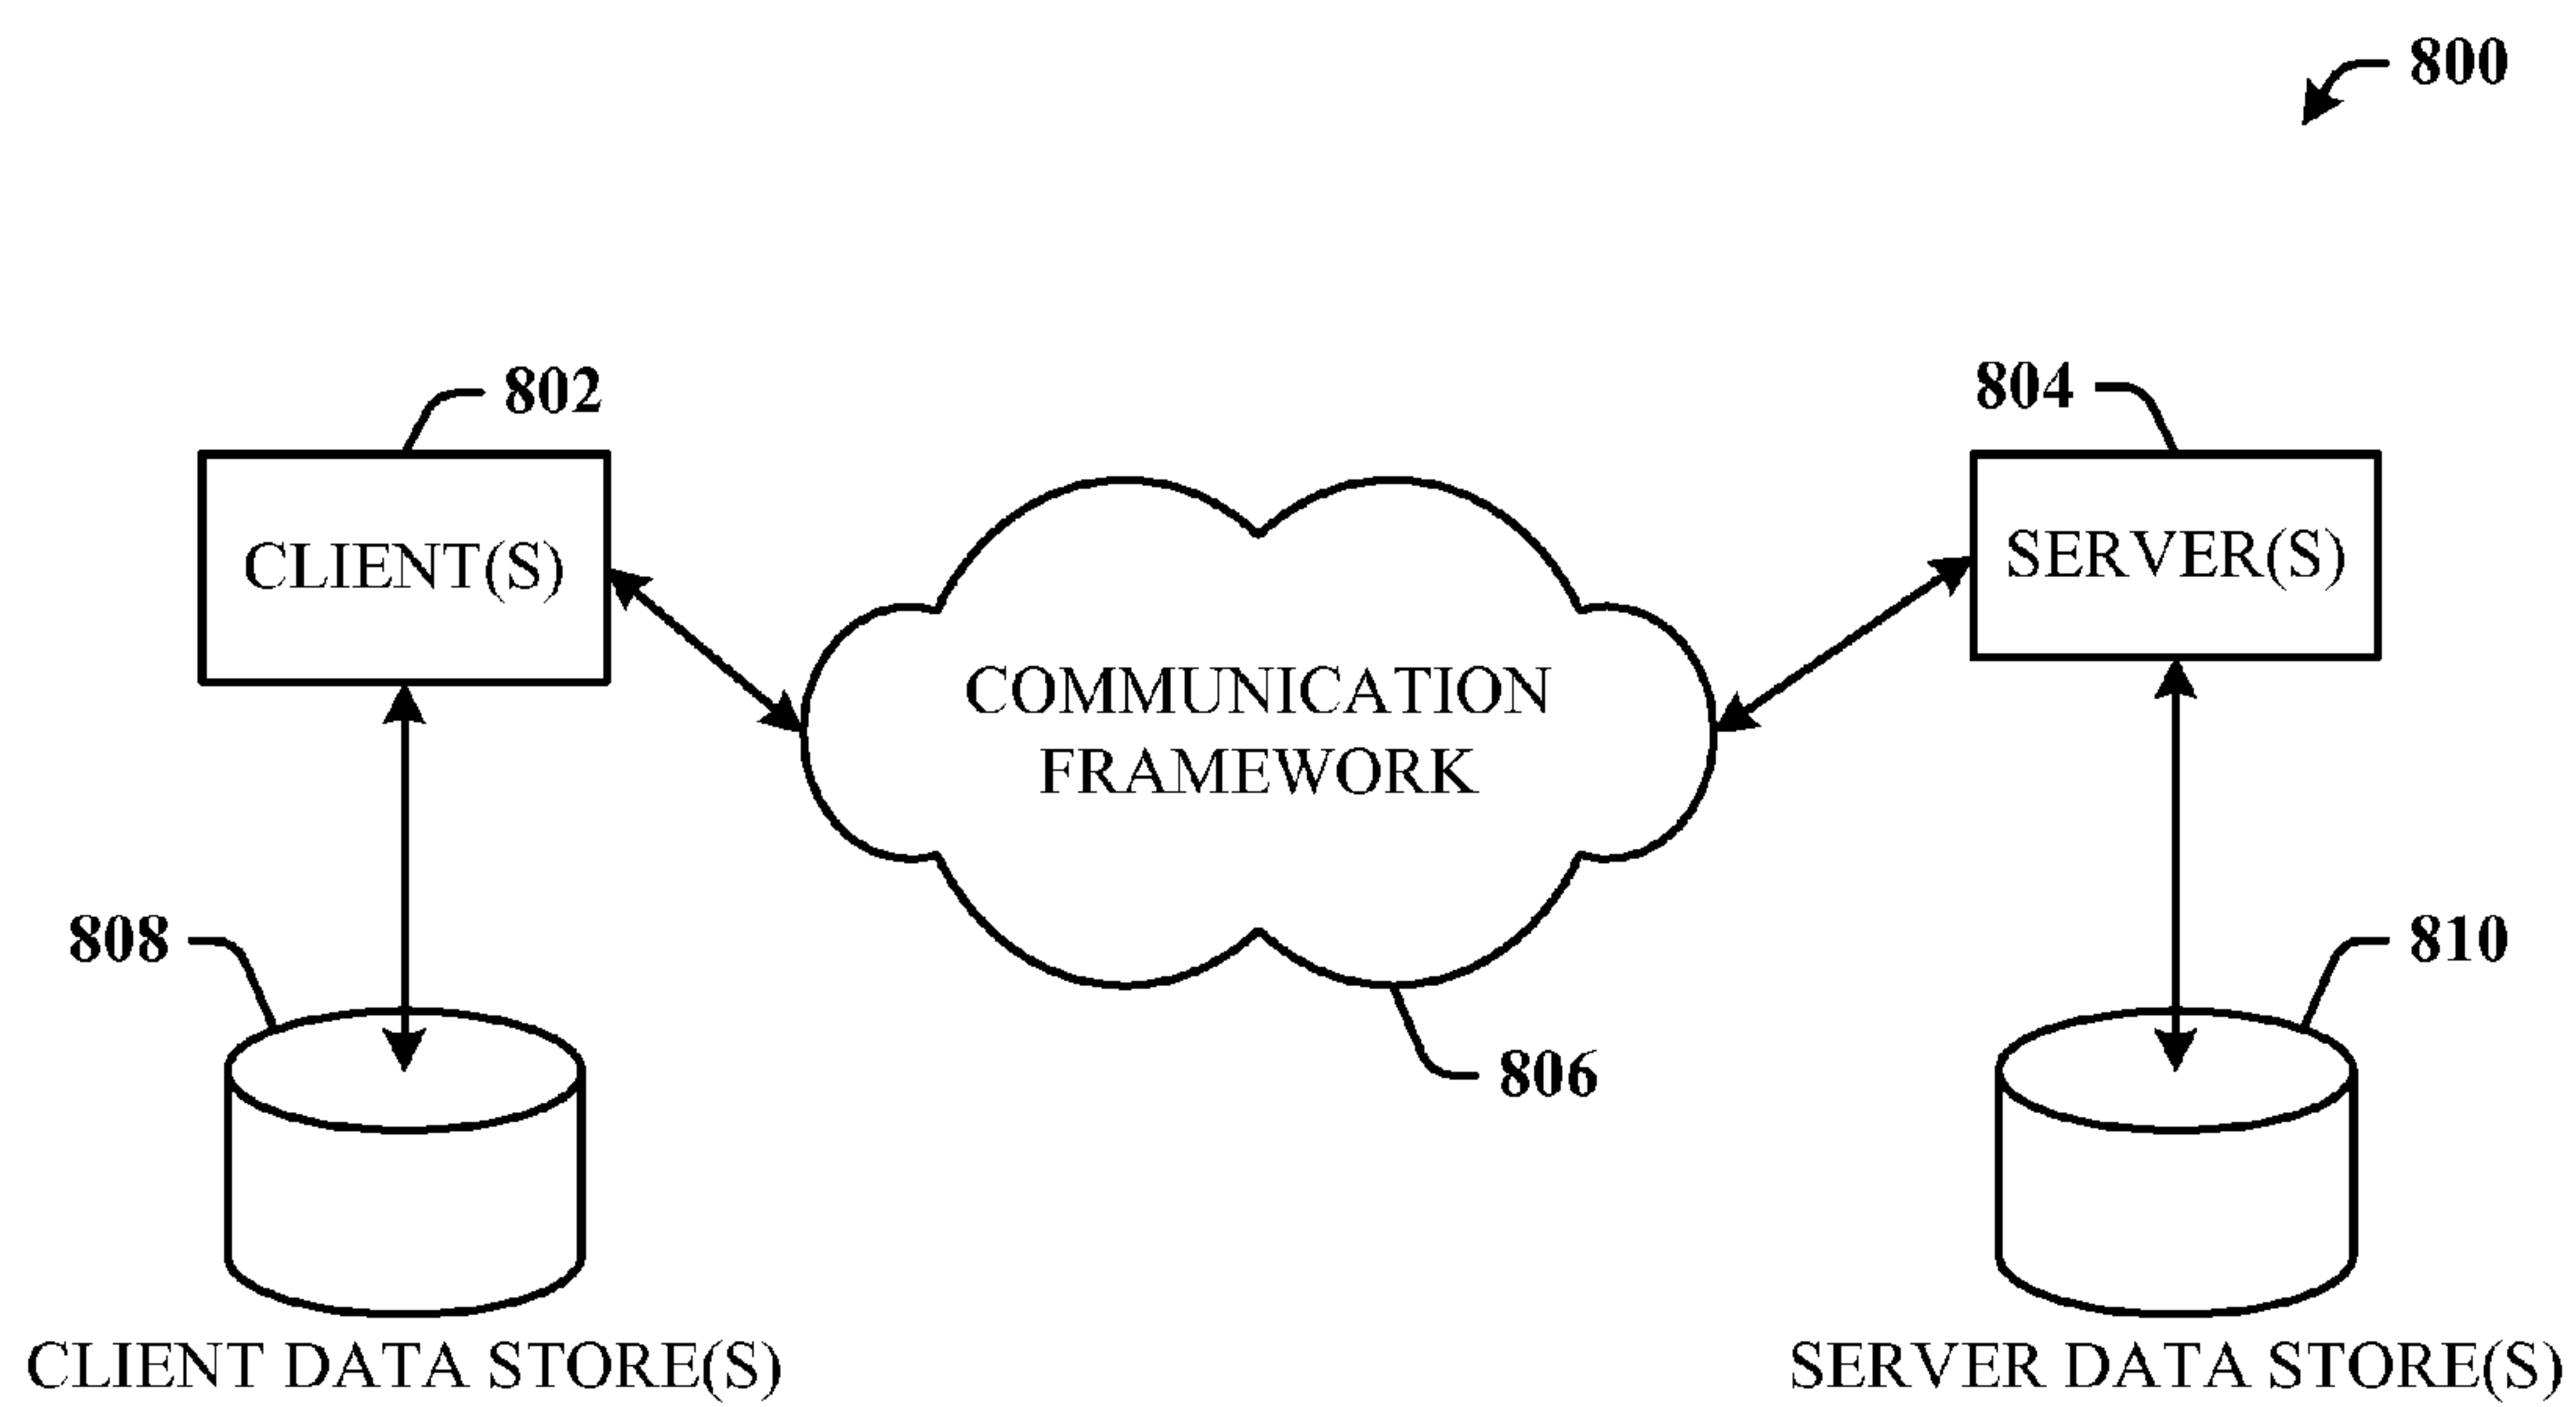 800
802
804
CLIENT(S)
SERVER(S)
COMMUNICATION
FRAMEWORK
808
810
806
CLIENT DATA STORE(S)
SERVER DATA STORE(S)